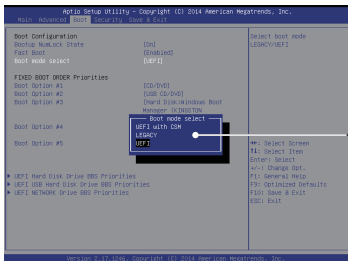 Aptio Setup Utility - Copyright (C) 2014 American Megatrends, Inc.
Main Advanced Boot Security Save & Exit
Boot Configuration
Bootup NumLock State [On]
Fast Boot [Enabled]
Boot mode select [UEFI]
FIXED BOOT ORDER Priorities
Boot Option #1 [CD/DVD]
Boot Option #2 [USB CD/DVD]
Boot Option #3 [Hard Disk:Windows Boot
Manager (KINGSTON
Boot Option #4
Boot Option #5
Boot mode select
UEFI with CSM
LEGACY
UEFI
UEFI Hard Disk Drive BBS Priorities
UEFI USB Hard Disk Drive BBS Priorities
UEFI NETWORK Drive BBS Priorities
Select boot mode
LEGACY/UEFI
→←: Select Screen
↑↓: Select Item
Enter: Select
+/-: Change Opt.
F1: General Help
F9: Optimized Defaults
F10: Save & Exit
ESC: Exit
Version 2.17.1246. Copyright (C) 2014 American Megatrends, Inc.